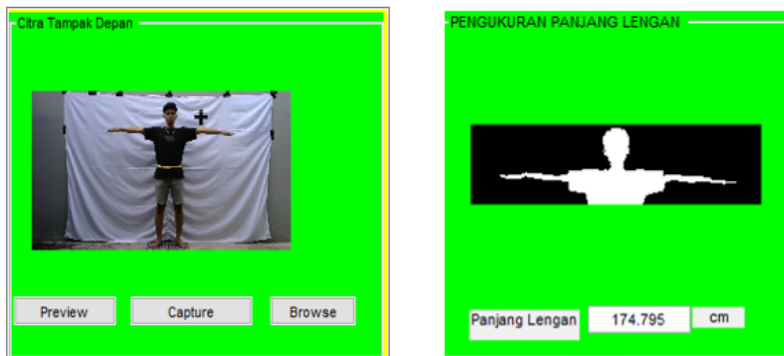 Citra Tampak Depan
Preview
Capture
Browse
PENGUKURAN PANJANG LENGAN
Panjang Lengan
174.795
cm